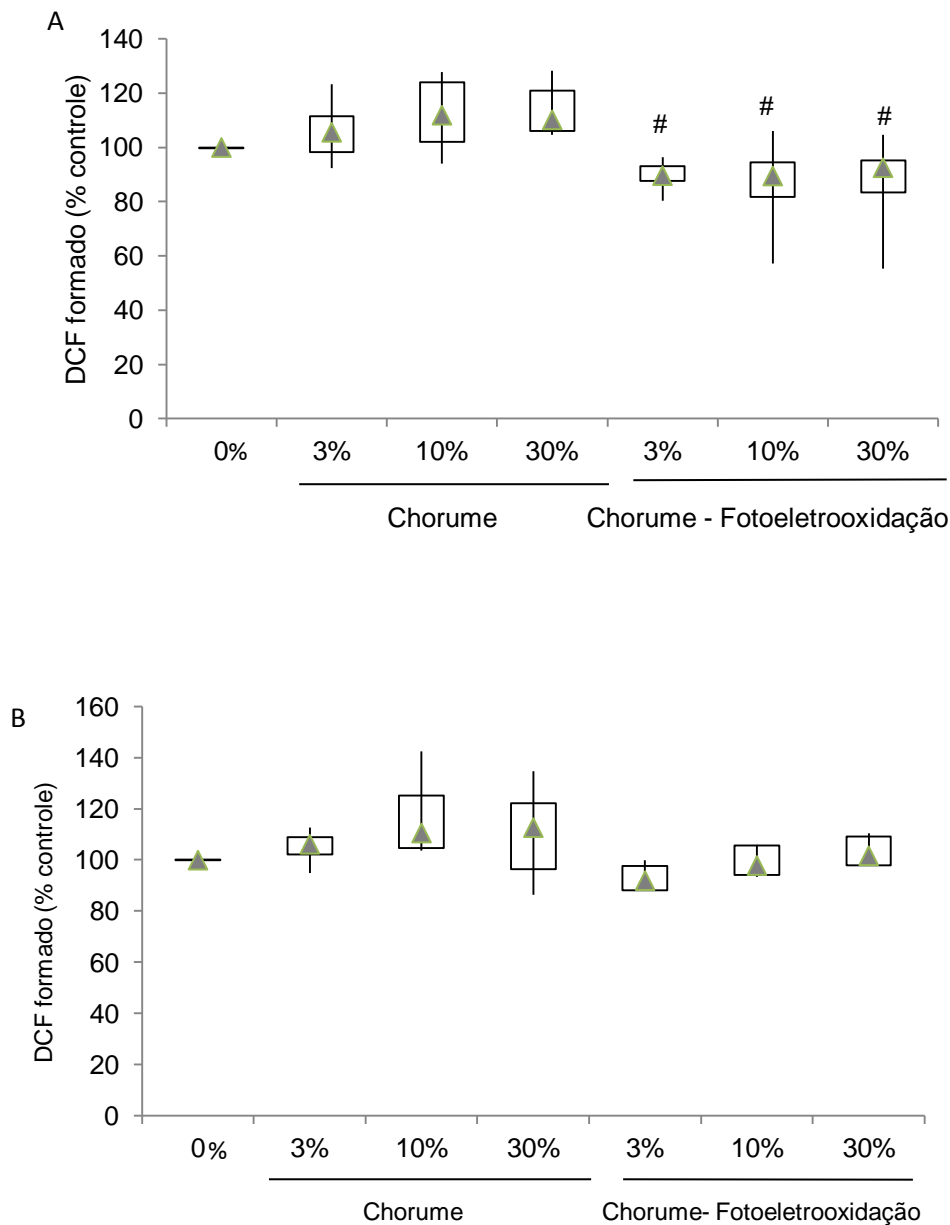 A
DCF formado (% controle)
140
120
100
80
60
40
20
0
# # #
0% 3% 10% 30% 3% 10% 30%
Chorume Chorume - Fotoeletrooxidação
B
DCF formado (% controle)
160
140
120
100
80
60
40
20
0
0% 3% 10% 30% 3% 10% 30%
Chorume Chorume- Fotoeletrooxidação